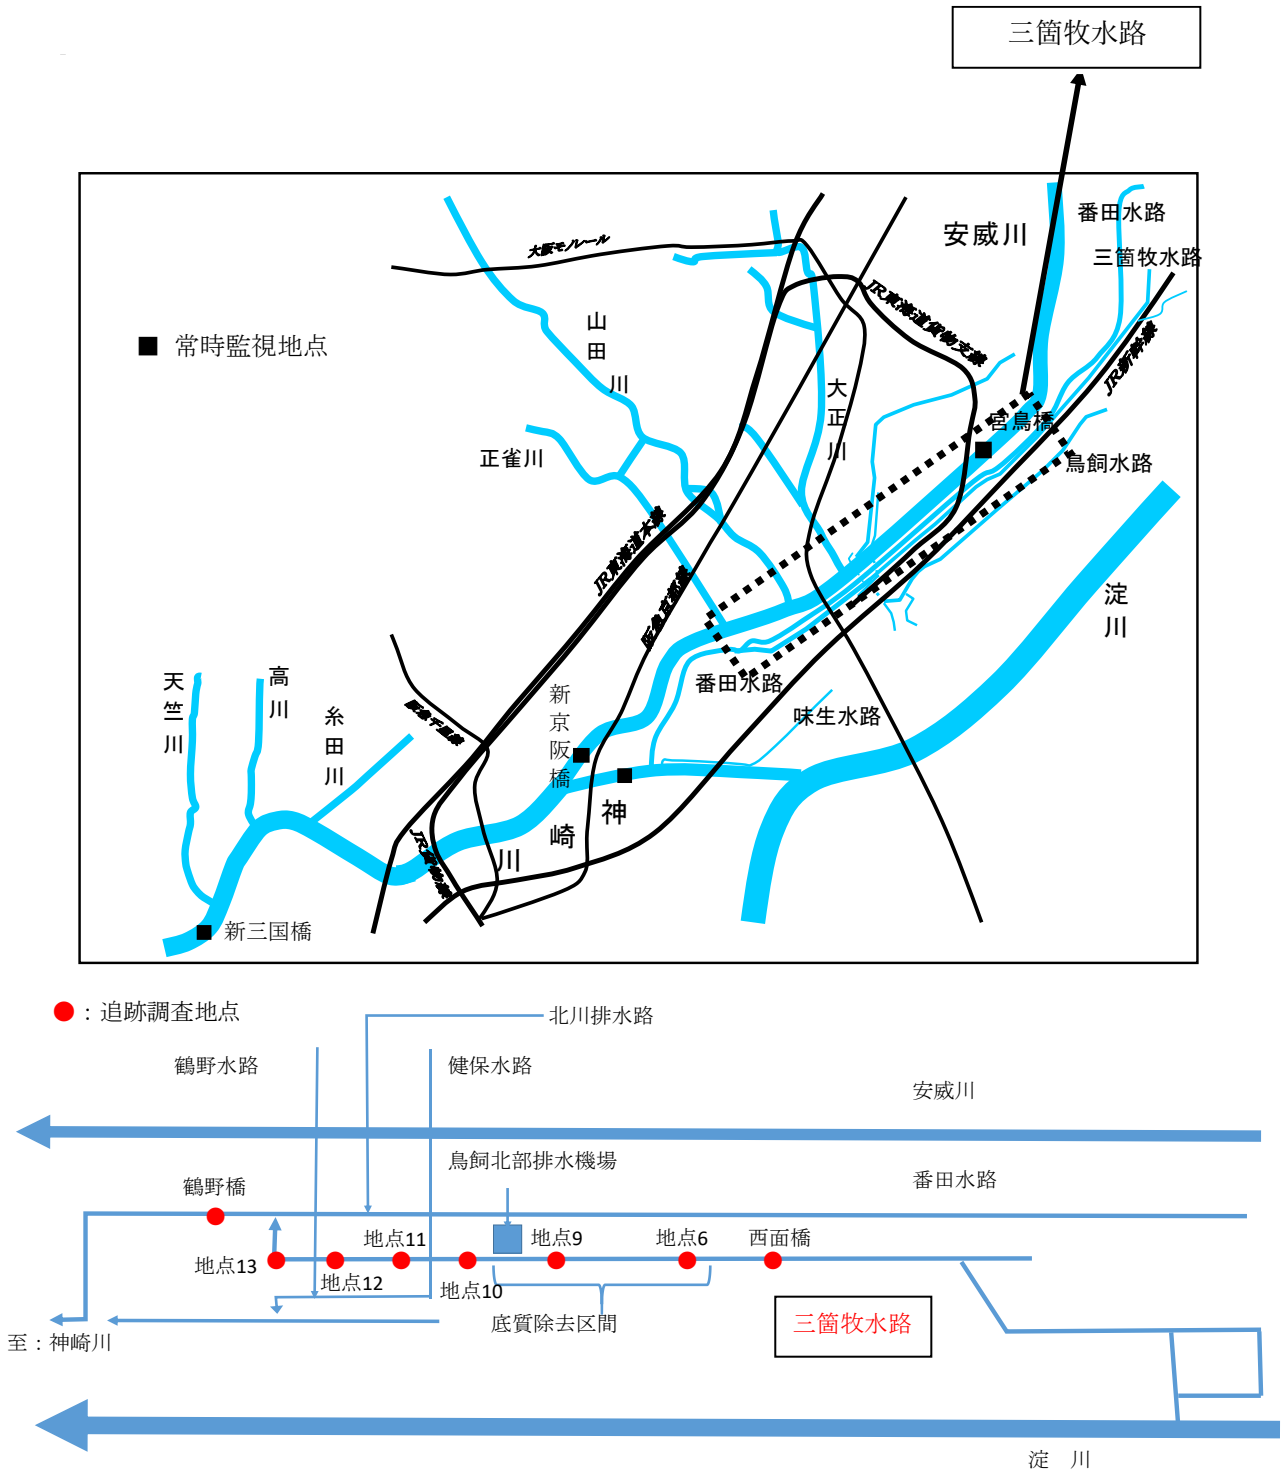 三箇牧水路
安威川
番田水路
三箇牧水路
大阪モノレール
JR東海道貨物支線
JR新幹線
山田川
■ 常時監視地点
大正川
宮鳥橋
正雀川
鳥飼水路
JR東海道本線
阪急京都線
淀川
天竺川
高川
糸田川
阪急千里線
新京阪橋
番田水路
味生水路
神崎川
JR貨物線
新三国橋
：追跡調査地点
北川排水路
鶴野水路
健保水路
安威川
鳥飼北部排水機場
番田水路
鶴野橋
地点11
地点9
地点6
西面橋
地点13
地点12
地点10
底質除去区間
三箇牧水路
至：神崎川
淀　川